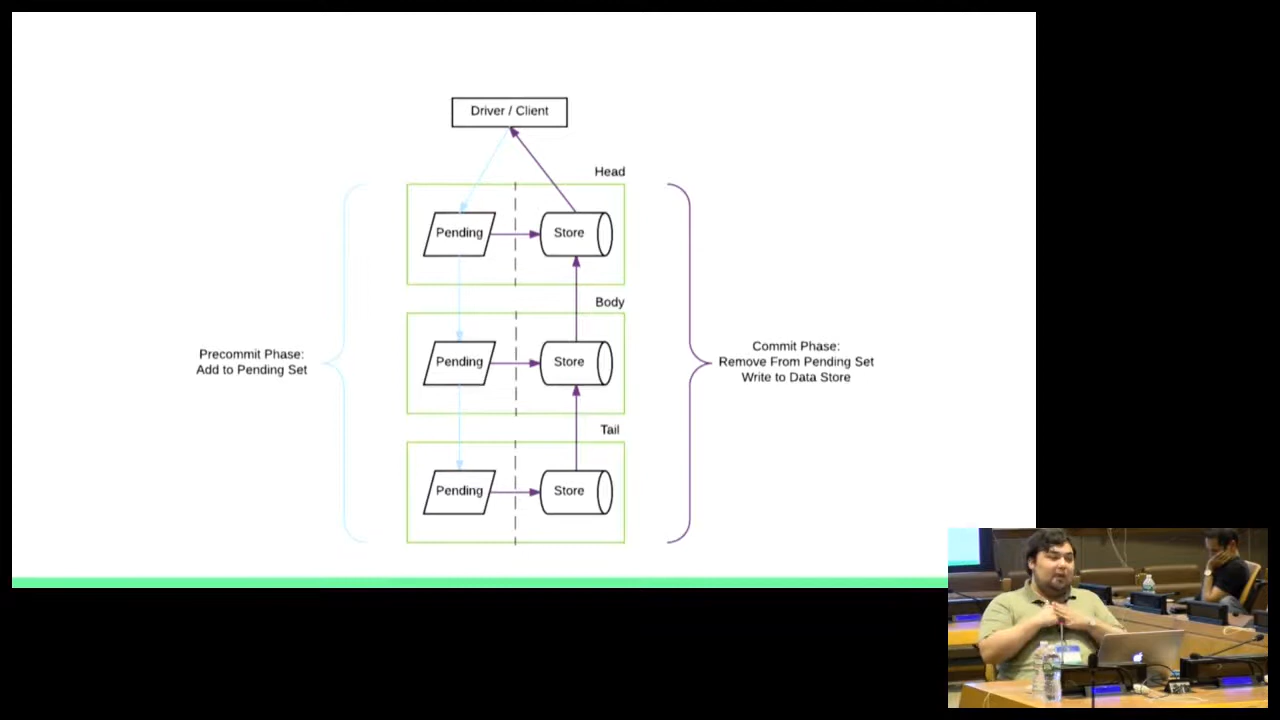 Driver / Client
Head
Pending
Store
Body
Precommit Phase:
Add to Pending Set
Pending
Store
Commit Phase:
Remove From Pending Set
Write to Data Store
Tail
Pending
Store